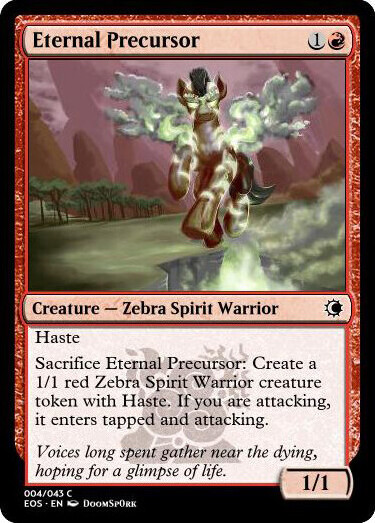 Eternal Precursor 1
Creature — Zebra Spirit Warrior
Haste
Sacrifice Eternal Precursor: Create a
1/1 red Zebra Spirit Warrior creature
token with Haste. If you are attacking,
it enters tapped and attacking.
Voices long spent gather near the dying,
hoping for a glimpse of life.
1/1
004/043 C
EOS • EN DoomSp0rk